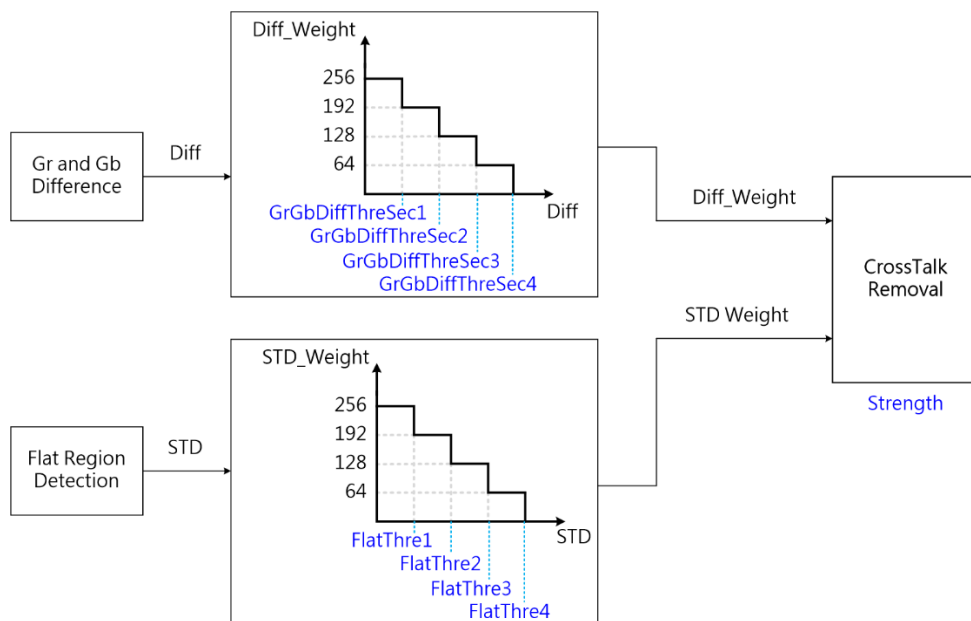 Gr and Gb
Difference
Diff
Diff_Weight
256
192
128
64
Diff
GrGbDiffThreSec1
GrGbDiffThreSec2
GrGbDiffThreSec3
GrGbDiffThreSec4
Diff_Weight
CrossTalk
Removal
Strength
STD Weight
Flat Region
Detection
STD
STD_Weight
256
192
128
64
STD
FlatThre1
FlatThre2
FlatThre3
FlatThre4